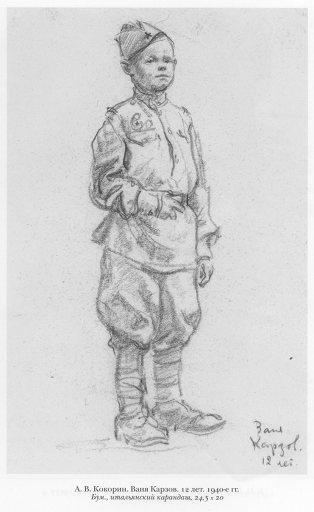 Ваня
Карзов.
12 лет.
А. В. Кокорин. Ваня Карзов. 12 лет. 1940-е гг.
Бум., итальянский карандаш, 24,5 x 20